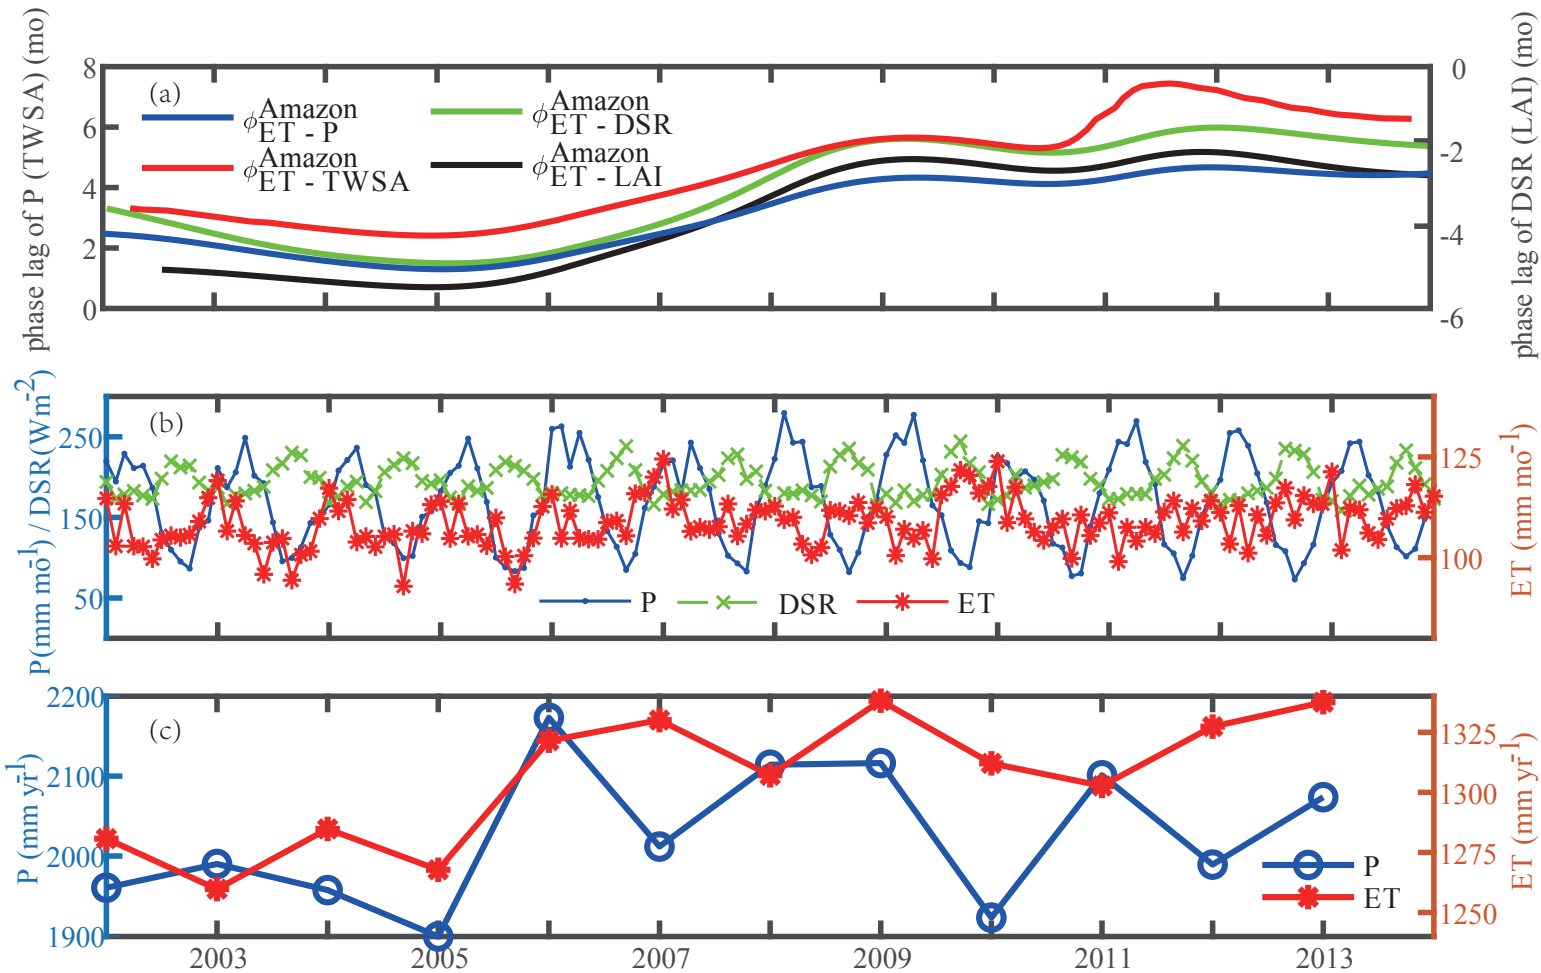 phase lag of P (TWSA) (mo)
8
6
4
2
0
(a)
ϕ Amazon ET - P
ϕ Amazon ET - TWSA
ϕ Amazon ET - DSR
ϕ Amazon ET - LAI
0
-2
-4
-6
phase lag of DSR (LAI) (mo)
P(mm mo-1) / DSR(Wm-2)
250
150
50
(b)
P
DSR
ET
125
100
ET (mm mo-1)
P (mm yr-1)
2200
2100
2000
1900
(c)
P
ET
1325
1300
1275
1250
ET (mm yr-1)
2003
2005
2007
2009
2011
2013